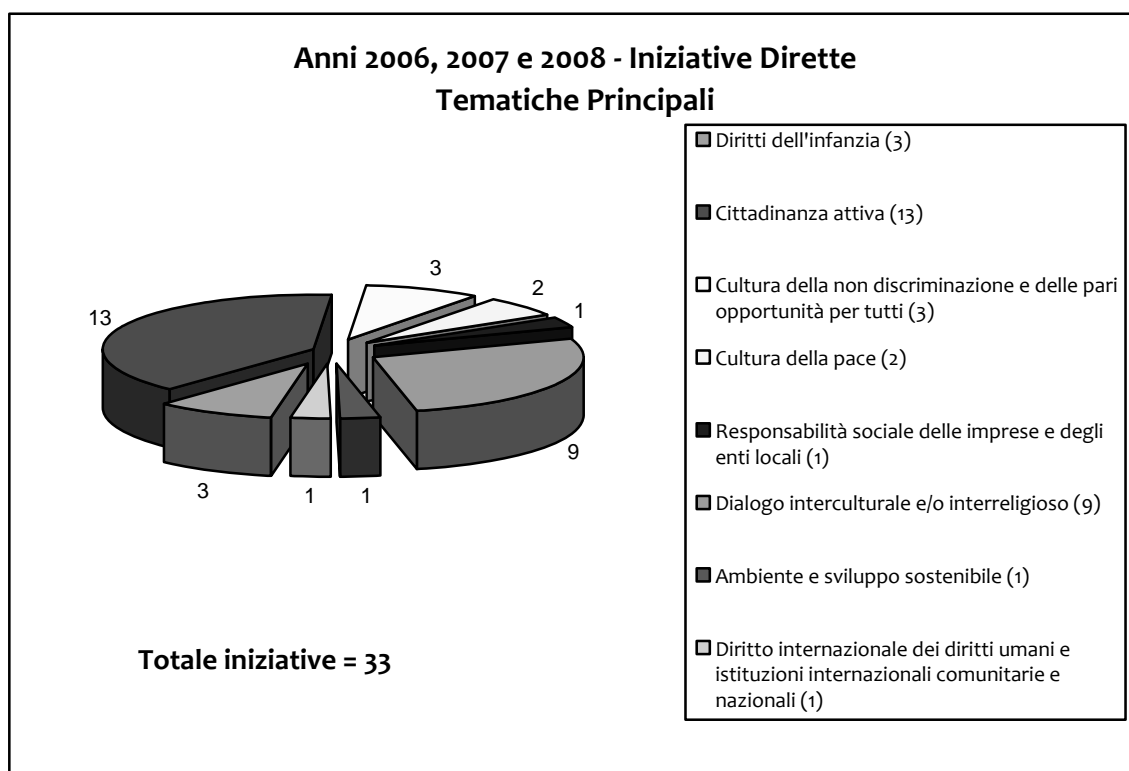 Anni 2006, 2007 e 2008 - Iniziative Dirette
Tematiche Principali
3
2
1
13
9
3
1
1
Diritti dell'infanzia (3)
Cittadinanza attiva (13)
Cultura della non discriminazione e delle pari
opportunità per tutti (3)
Cultura della pace (2)
Responsabilità sociale delle imprese e degli
enti locali (1)
Dialogo interculturale e/o interreligioso (9)
Ambiente e sviluppo sostenibile (1)
Diritto internazionale dei diritti umani e
istituzioni internazionali comunitarie e
nazionali (1)
Totale iniziative = 33